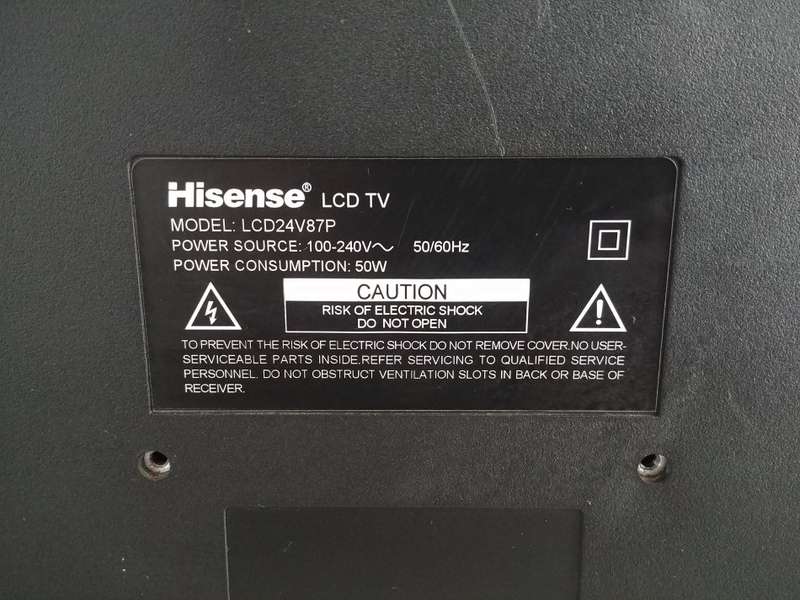 Hisense® LCD TV
MODEL: LCD24V87P
POWER SOURCE: 100-240V～ 50/60Hz
POWER CONSUMPTION: 50W
CAUTION
RISK OF ELECTRIC SHOCK
DO NOT OPEN
TO PREVENT THE RISK OF ELECTRIC SHOCK DO NOT REMOVE COVER.NO USER-
SERVICEABLE PARTS INSIDE.REFER SERVICING TO QUALIFIED SERVICE
PERSONNEL. DO NOT OBSTRUCT VENTILATION SLOTS IN BACK OR BASE OF
RECEIVER.